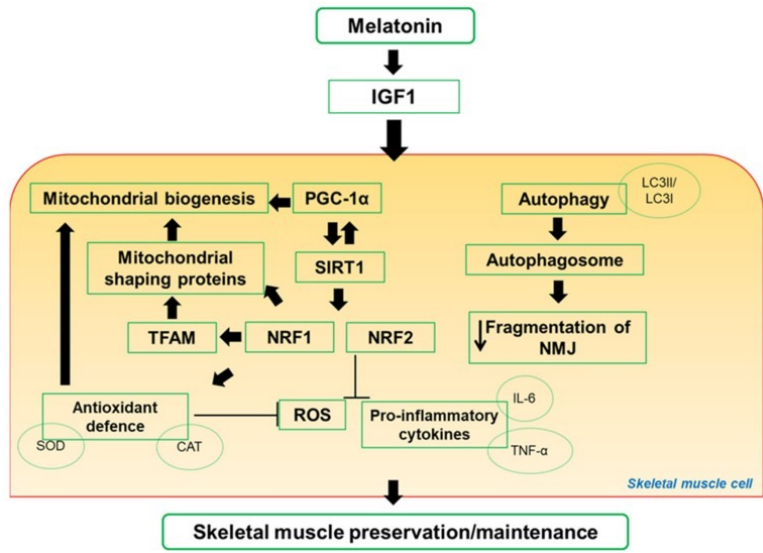 Melatonin
IGF1
Mitochondrial biogenesis
PGC-1α
Autophagy
LC3II/
LC3I
Mitochondrial
shaping proteins
SIRT1
Autophagosome
TFAM
NRF1
NRF2
↓Fragmentation of
NMJ
Antioxidant
defence
SOD
CAT
ROS
Pro-inflammatory
cytokines
IL-6
TNF-α
Skeletal muscle cell
Skeletal muscle preservation/maintenance